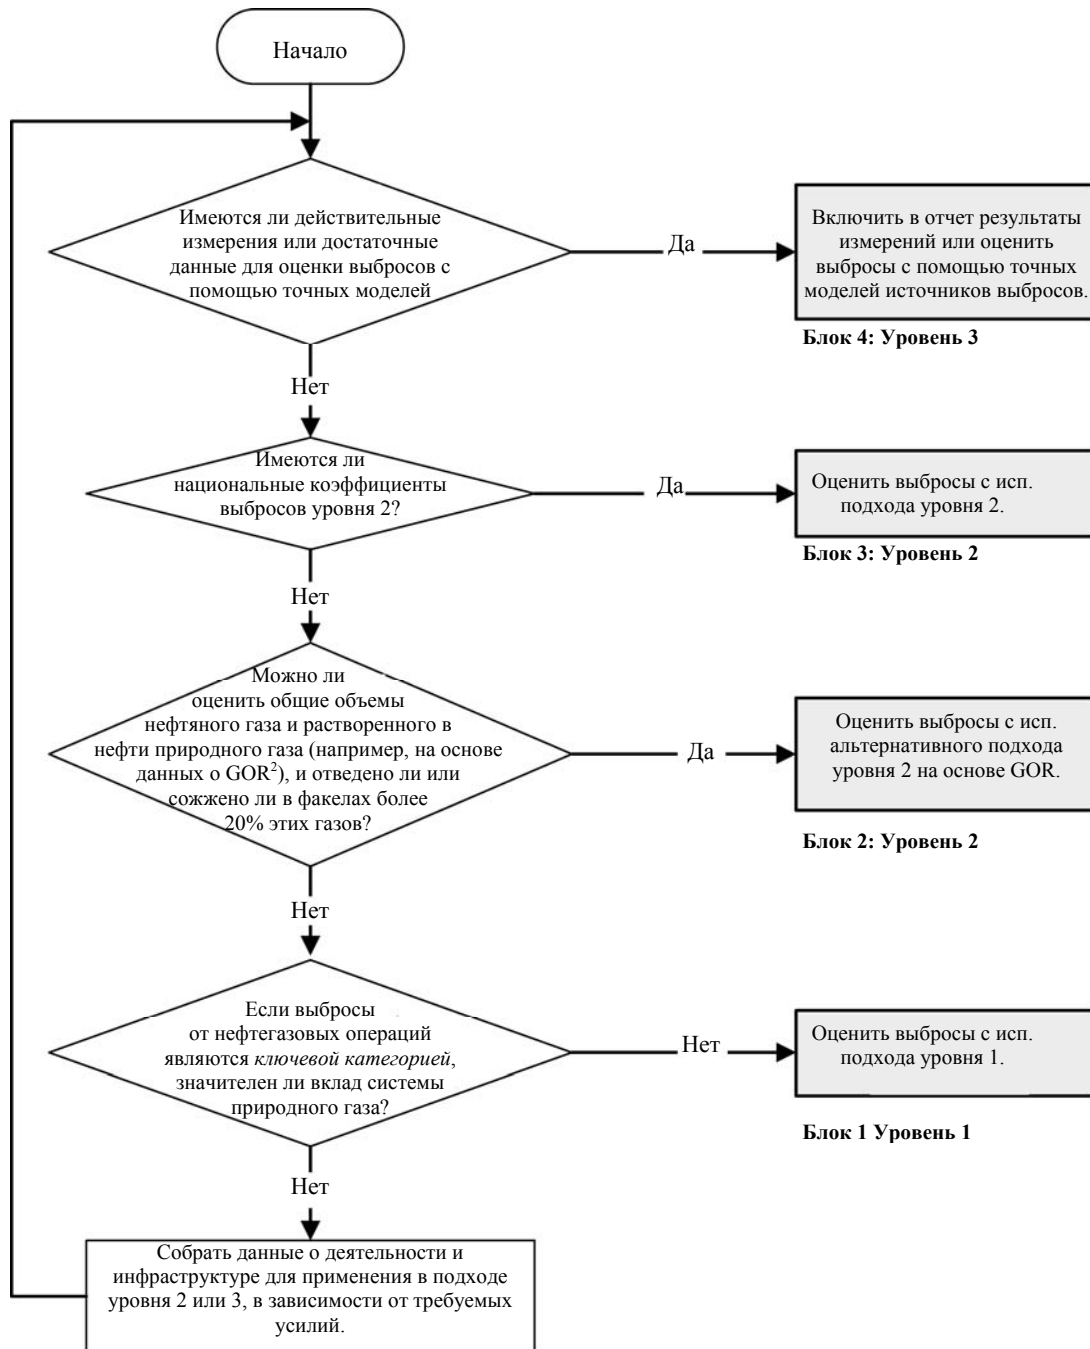 Начало
Имеются ли действительные
измерения или достаточные
данные для оценки выбросов с
помощью точных моделей
Да
Включить в отчет результаты
измерений или оценить
выбросы с помощью точных
моделей источников выбросов.
Блок 4: Уровень 3
Нет
Имеются ли
национальные коэффициенты
выбросов уровня 2?
Да
Оценить выбросы с исп.
подхода уровня 2.
Блок 3: Уровень 2
Нет
Можно ли
оценить общие объемы
нефтяного газа и растворенного в
нефти природного газа (например, на основе
данных о GOR²), и отведено ли или
сожжено ли в факелах более
20% этих газов?
Да
Оценить выбросы с исп.
альтернативного подхода
уровня 2 на основе GOR.
Блок 2: Уровень 2
Нет
Если выбросы
от нефтегазовых операций
являются ключевой категорией,
значителен ли вклад системы
природного газа?
Нет
Оценить выбросы с исп.
подхода уровня 1.
Блок 1 Уровень 1
Нет
Собрать данные о деятельности и
инфраструктуре для применения в подходе
уровня 2 или 3, в зависимости от требуемых
усилий.